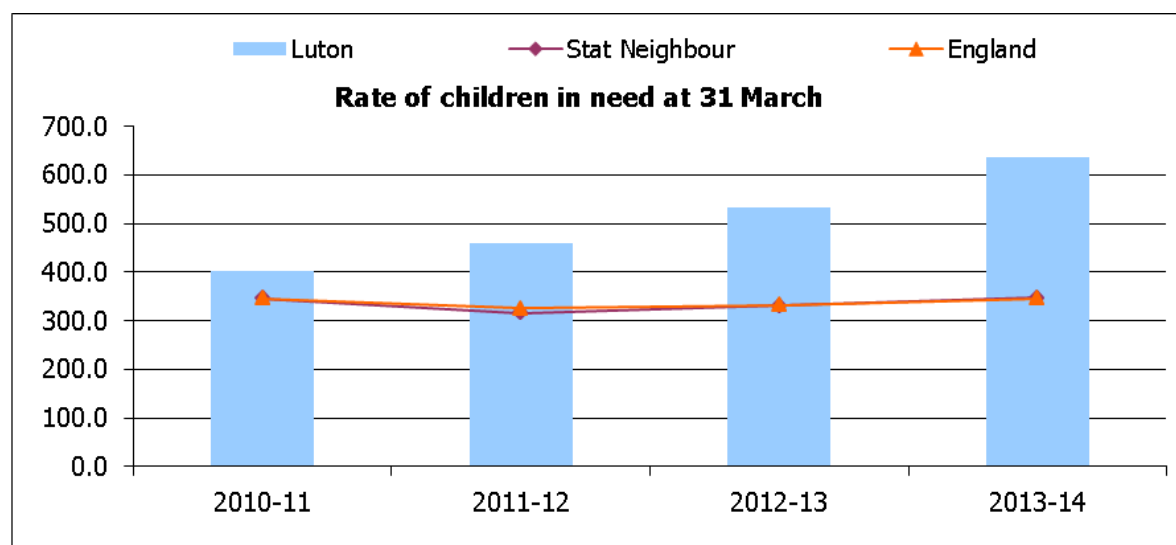 Luton Stat Neighbour England
Rate of children in need at 31 March
700.0
600.0
500.0
400.0
300.0
200.0
100.0
0.0
2010-11 2011-12 2012-13 2013-14